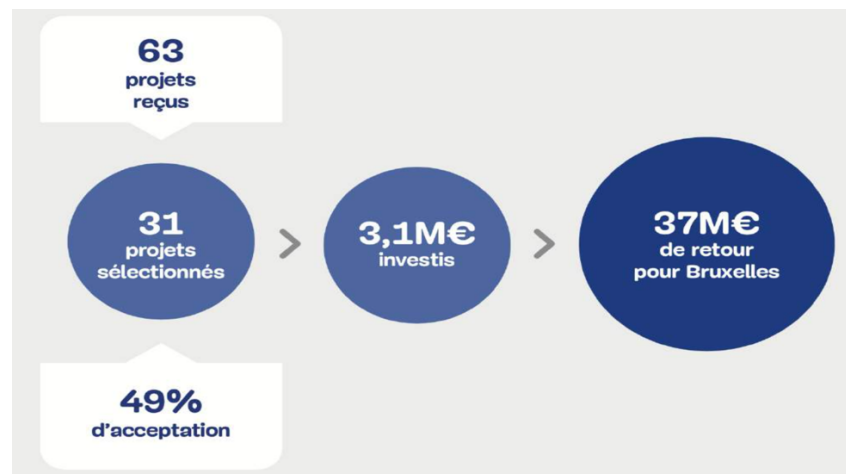 63
projets
reçus
31
projets
sélectionnés
>
3,1M€
investis
>
37M€
de retour
pour Bruxelles
49%
d'acceptation